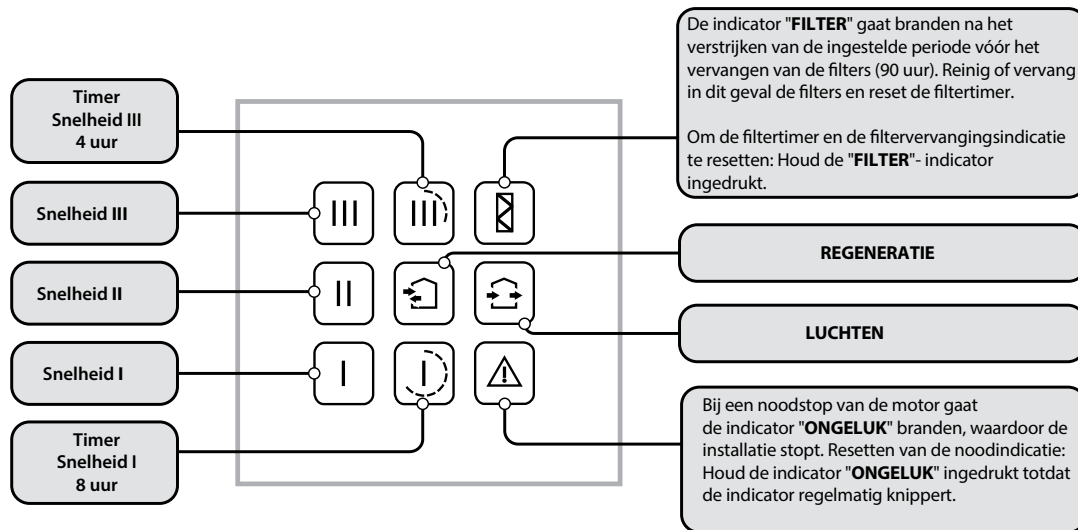 Timer
Snelheid III
4 uur
Snelheid III
Snelheid II
Snelheid I
Timer
Snelheid I
8 uur
III
III
II
I
I
De indicator "FILTER" gaat branden na het
verstrijken van de ingestelde periode vóór het
vervangen van de filters (90 uur). Reinig of vervang
in dit geval de filters en reset de filtertimer.
Om de filtertimer en de filtervervangingsindicatie
te resetten: Houd de "FILTER"- indicator
ingedrukt.
REGENERATIE
LUCHTEN
Bij een noodstop van de motor gaat
de indicator "ONGELUK" branden, waardoor de
installatie stopt. Resetten van de noodindicatie:
Houd de indicator "ONGELUK" ingedrukt totdat
de indicator regelmatig knippert.